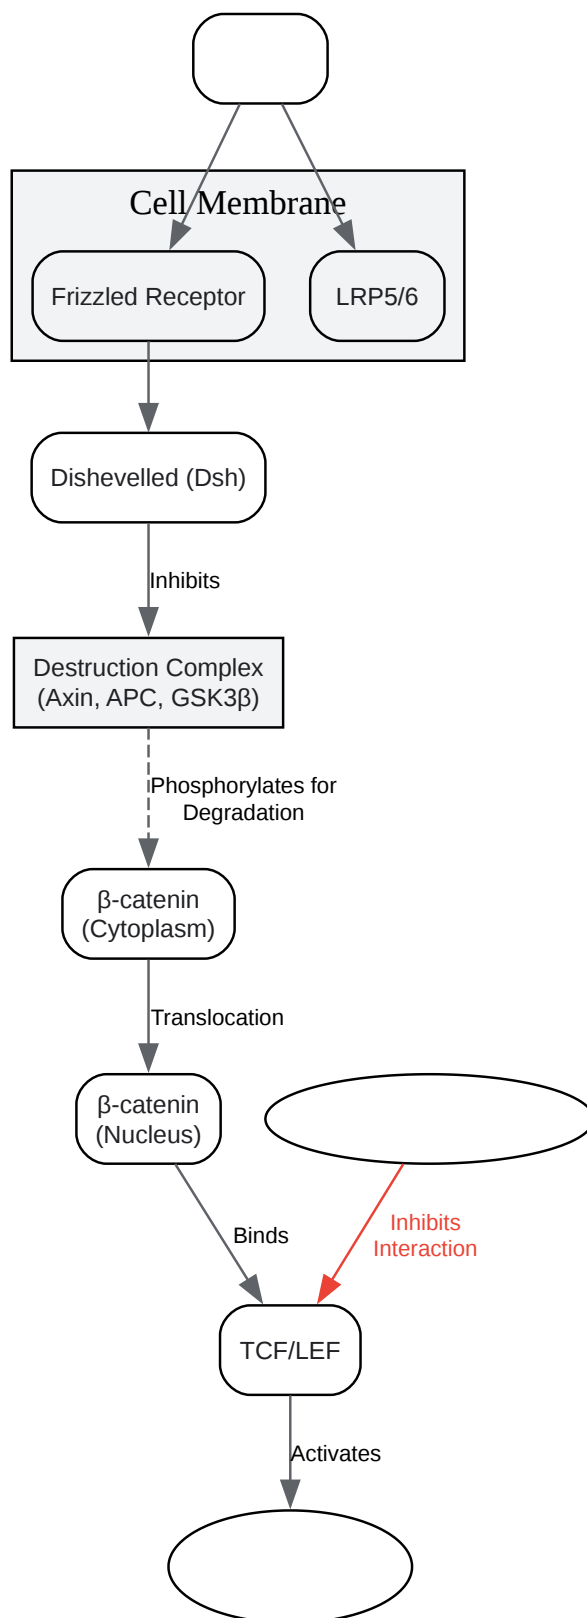 Cell Membrane
Frizzled Receptor
LRP5/6
Dishevelled (Dsh)
Inhibits
Destruction Complex
(Axin, APC, GSK3β)
Phosphorylates for
Degradation
β-catenin
(Cytoplasm)
Translocation
β-catenin
(Nucleus)
Binds
Inhibits
Interaction
TCF/LEF
Activates